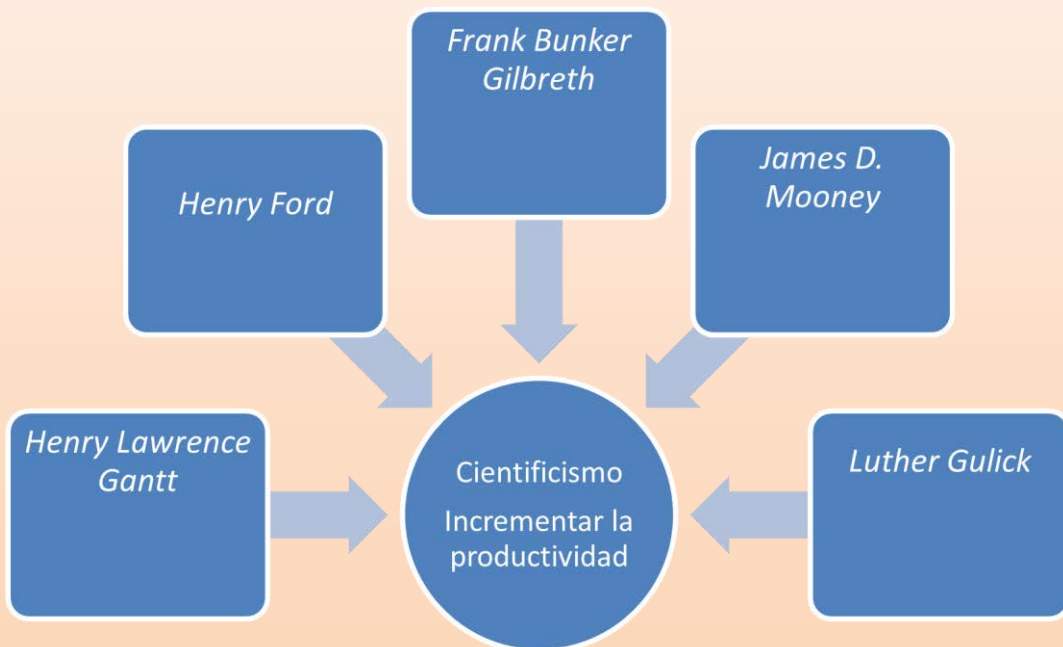 Frank Bunker
Gilbreth
Henry Ford
James D.
Mooney
Henry Lawrence
Gantt
Cientificismo
Incrementar la
productividad
Luther Gulick